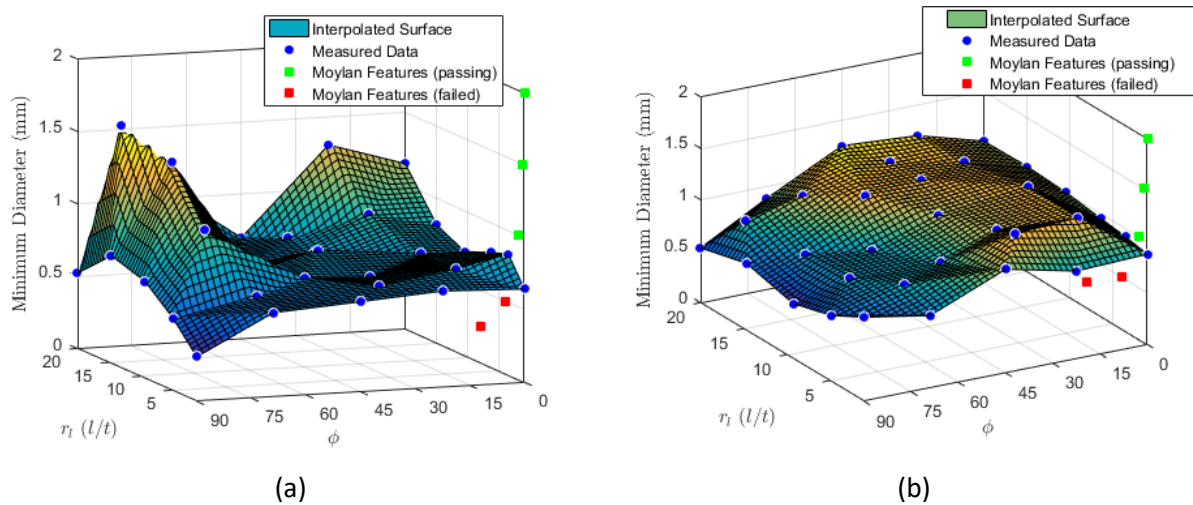 Interpolated Surface
Measured Data
Moylan Features (passing)
Moylan Features (failed)
Minimum Diameter (mm)
2
1.5
1
0.5
0
20
15
10
5
r_I (l/t)
90
75
60
45
30
15
0
ϕ
(a)
Interpolated Surface
Measured Data
Moylan Features (passing)
Moylan Features (failed)
Minimum Diameter (mm)
2
1.5
1
0.5
0
20
15
10
5
r_I (l/t)
90
75
60
45
30
15
0
ϕ
(b)